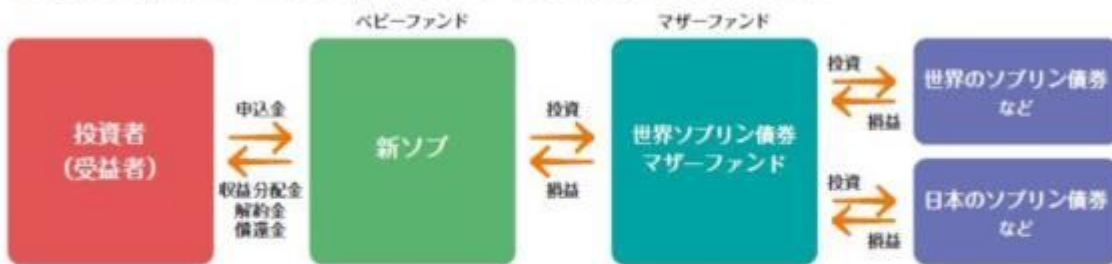 ベビーファンド
マザーファンド
投資者
(受益者)
申込金
収益分配金
解約金
償還金
新ソブ
投資
損益
世界ソブリン債券
マザーファンド
投資
損益
世界のソブリン債券
など
投資
損益
日本のソブリン債券
など